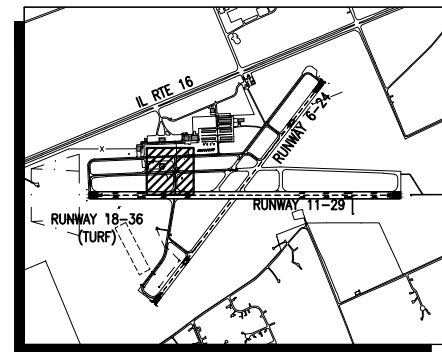 IL RTE 16
RUNWAY 6-24
X
RUNWAY 11-29
RUNWAY 18-36
(TURF)